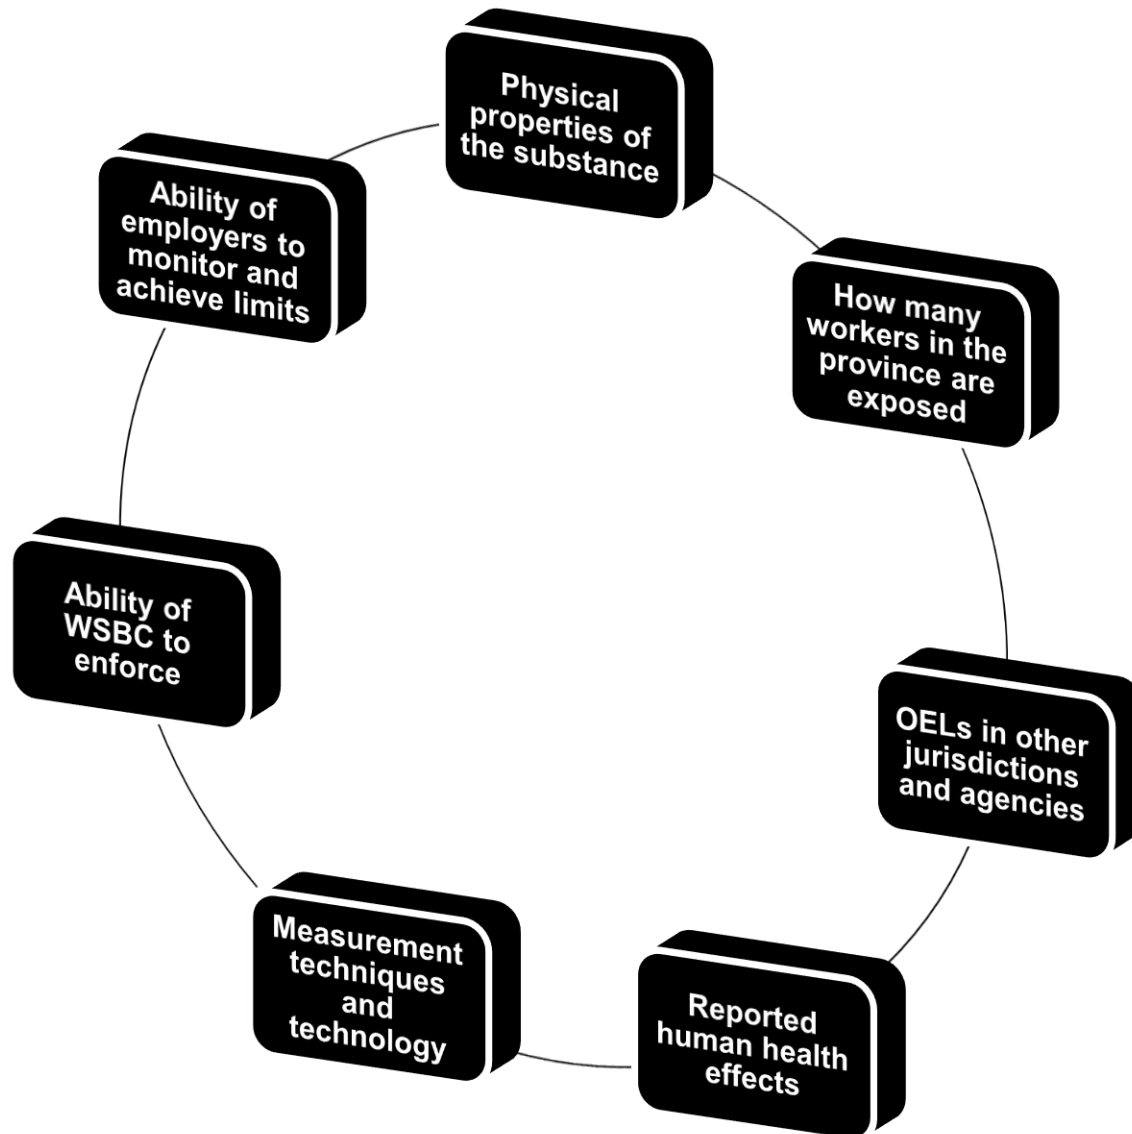 Physical
properties of
the substance
How many
workers in the
province are
exposed
OELs in other
jurisdictions
and agencies
Reported
human health
effects
Measurement
techniques
and
technology
Ability of
WSBC to
enforce
Ability of
employers to
monitor and
achieve limits